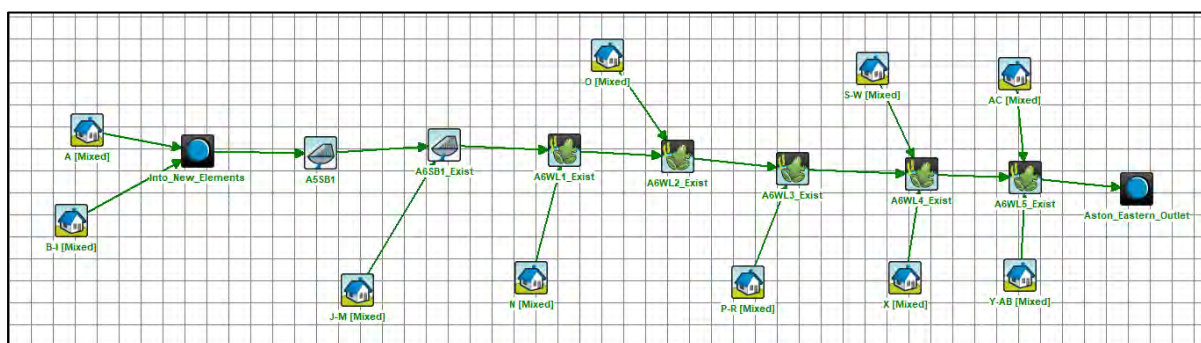 O [Mixed]
S-W [Mixed]
AC [Mixed]
A [Mixed]
Into_New_Elements
A5SB1
A6SB1_Exist
A6WL1_Exist
A6WL2_Exist
A6WL3_Exist
A6WL4_Exist
A6WL5_Exist
Aston_Eastern_Outlet
B-I [Mixed]
J-M [Mixed]
N [Mixed]
P-R [Mixed]
X [Mixed]
Y-AB [Mixed]